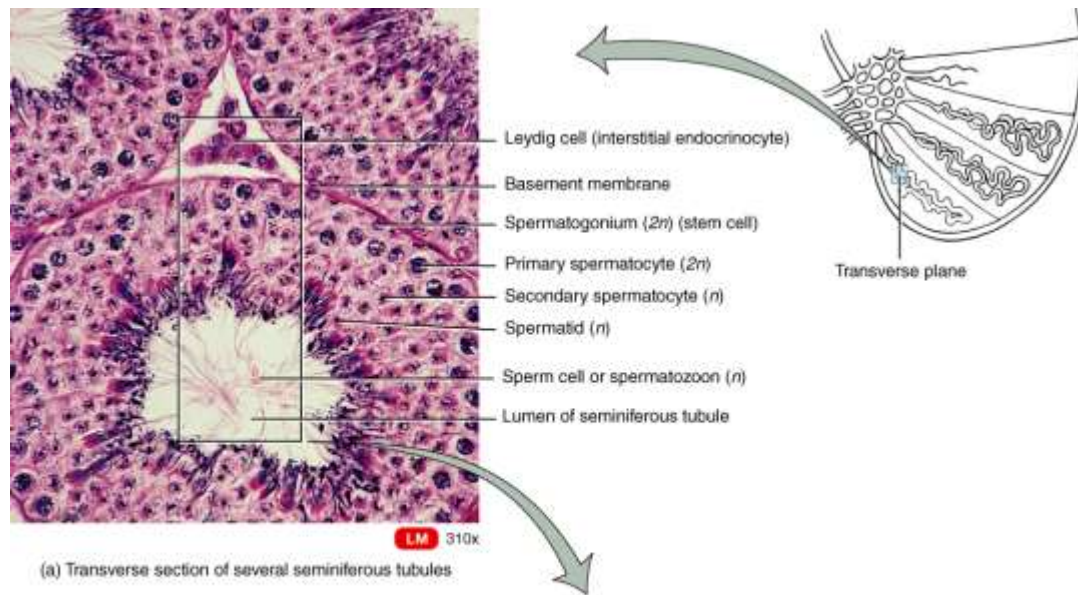 Leydig cell (interstitial endocrinocyte)
Basement membrane
Spermatogonium (2n) (stem cell)
Primary spermatocyte (2n)
Secondary spermatocyte (n)
Spermatid (n)
Sperm cell or spermatozoon (n)
Lumen of seminiferous tubule
Transverse plane
LM 310x
(a) Transverse section of several seminiferous tubules